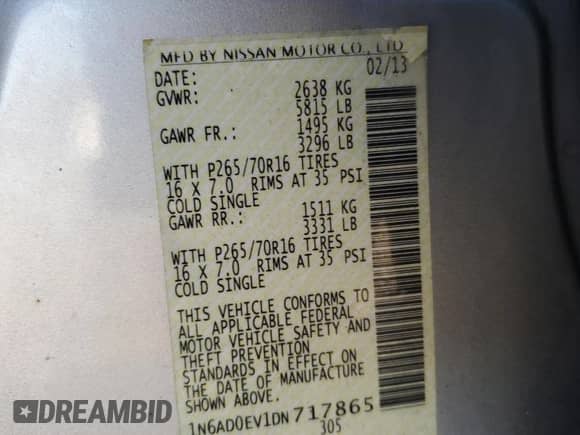 MFD BY NISSAN MOTOR CO., LTD
DATE: 02/13
GVWR: 2638 KG
5815 LB
GAWR FR.: 1495 KG
3296 LB
WITH P265/70R16 TIRES
16 X 7.0 RIMS AT 35 PSI
COLD SINGLE
GAWR RR.: 1511 KG
3331 LB
WITH P265/70R16 TIRES
16 X 7.0 RIMS AT 35 PSI
COLD SINGLE
THIS VEHICLE CONFORMS TO
ALL APPLICABLE FEDERAL
MOTOR VEHICLE SAFETY AND
THEFT PREVENTION
STANDARDS IN EFFECT ON
THE DATE OF MANUFACTURE
SHOWN ABOVE.
1N6AD0EV1DN717865
305
DREAMBID